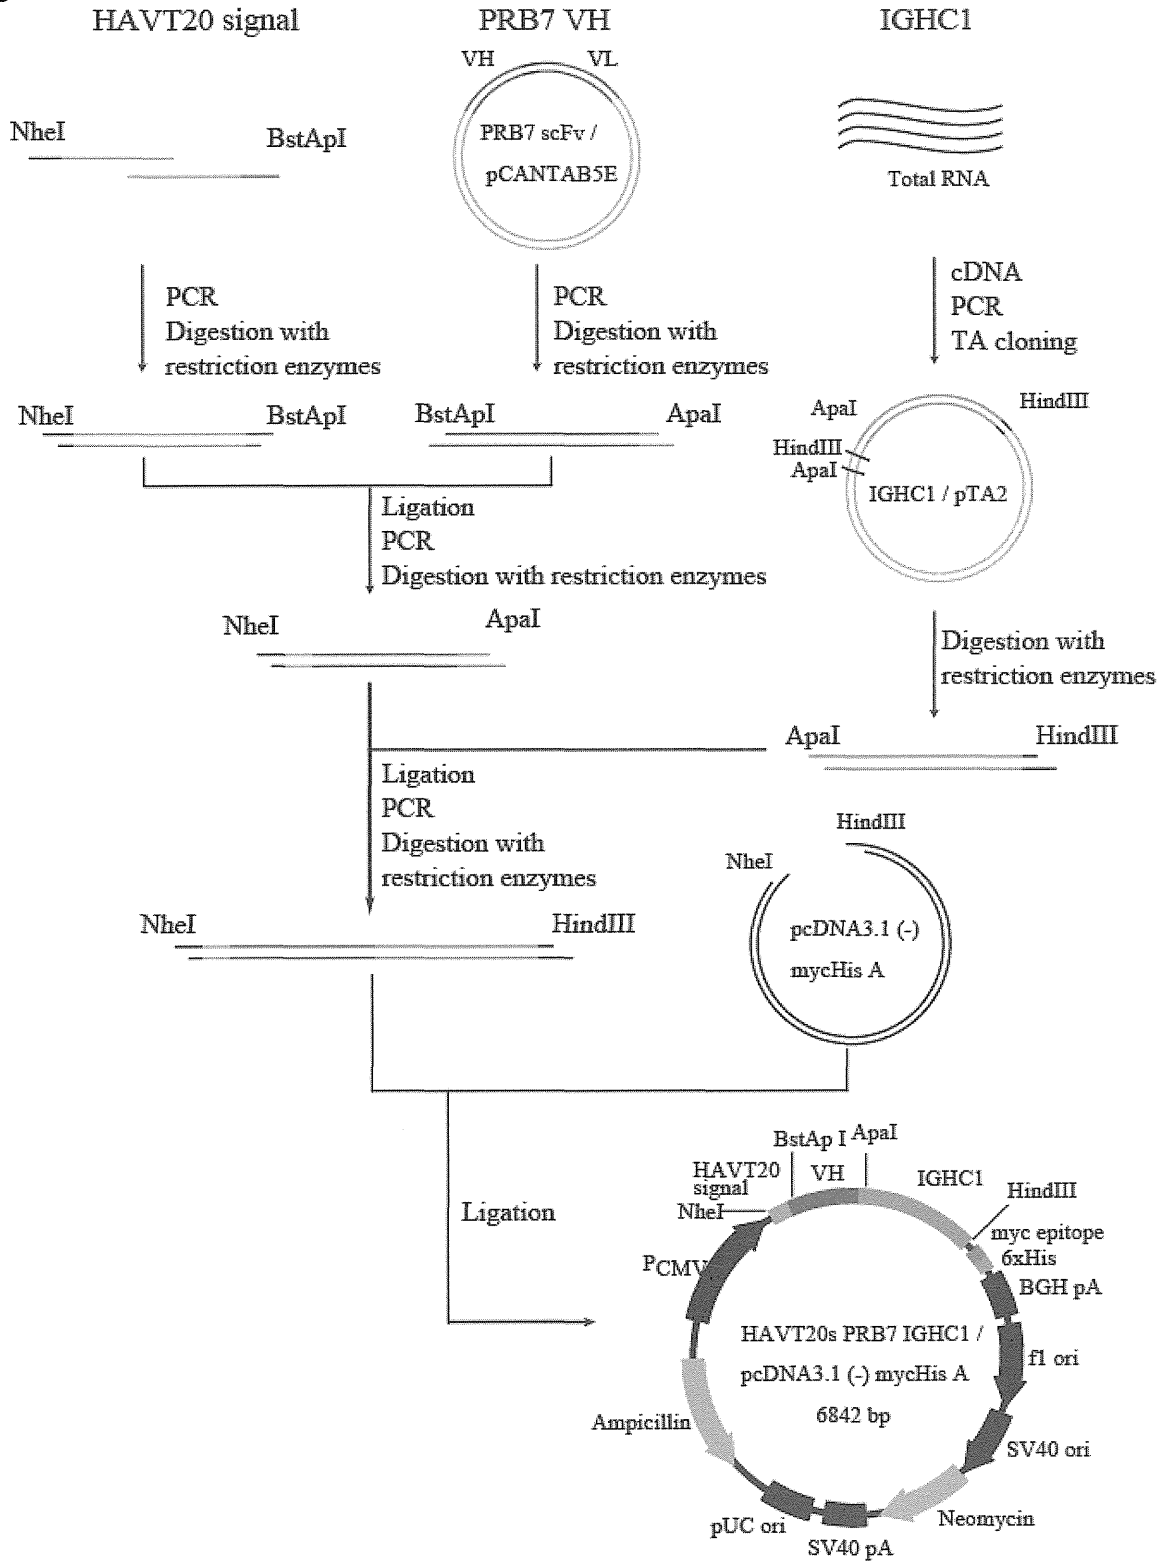 HAVT20 signal
PRB7 VH
IGHC1
VH
VL
NheI
BstApI
PRB7 scFv /
pCANTAB5E
Total RNA
PCR
Digestion with
restriction enzymes
PCR
Digestion with
restriction enzymes
cDNA
PCR
TA cloning
NheI
BstApI
BstApI
ApaI
ApaI
HindIII
HindIII
ApaI
IGHC1 / pTA2
Ligation
PCR
Digestion with restriction enzymes
NheI
ApaI
Digestion with
restriction enzymes
ApaI
HindIII
Ligation
PCR
Digestion with
restriction enzymes
HindIII
NheI
pcDNA3.1 (-)
mycHis A
NheI
HindIII
Ligation
BstAp I
ApaI
HAVT20
signal
VH
IGHC1
NheI
HindIII
myc epitope
6xHis
BGH pA
PCMV
HAVT20s PRB7 IGHC1 /
pcDNA3.1 (-) mycHis A
6842 bp
f1 ori
Ampicillin
SV40 ori
Neomycin
pUC ori
SV40 pA